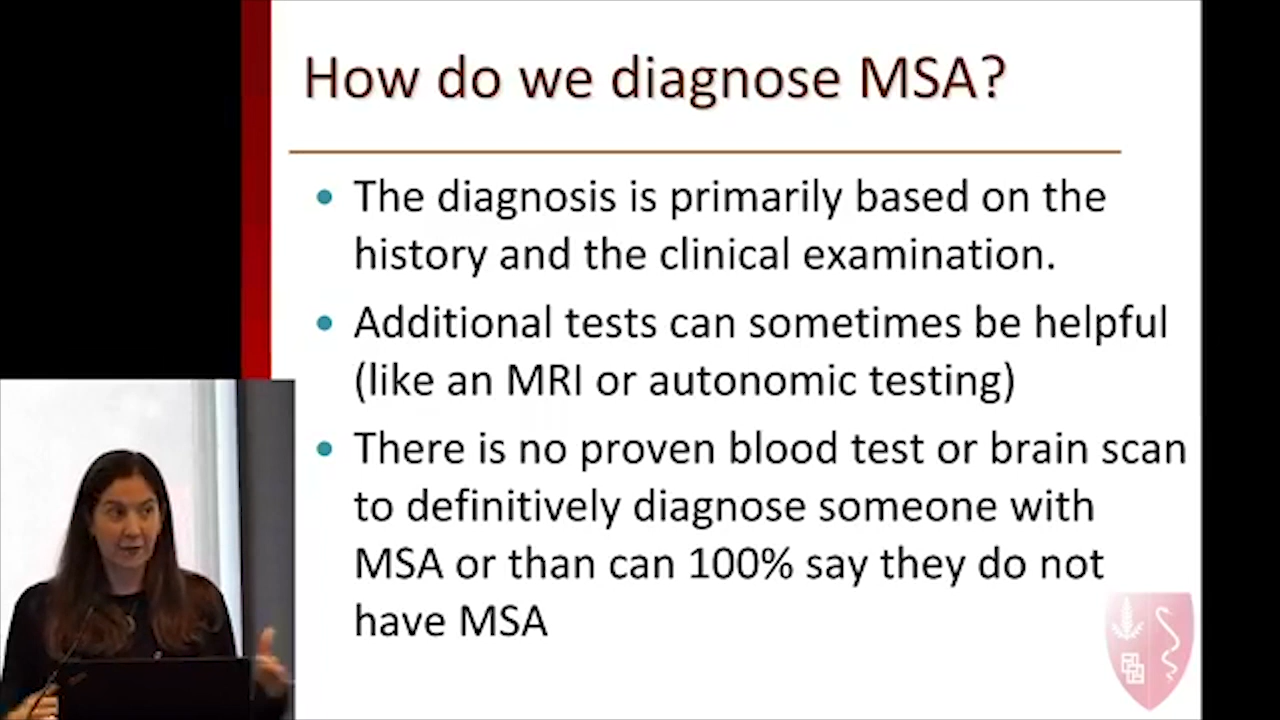 How do we diagnose MSA?
The diagnosis is primarily based on the
history and the clinical examination.
Additional tests can sometimes be helpful
(like an MRI or autonomic testing)
There is no proven blood test or brain scan
to definitively diagnose someone with
MSA or than can 100% say they do not
have MSA